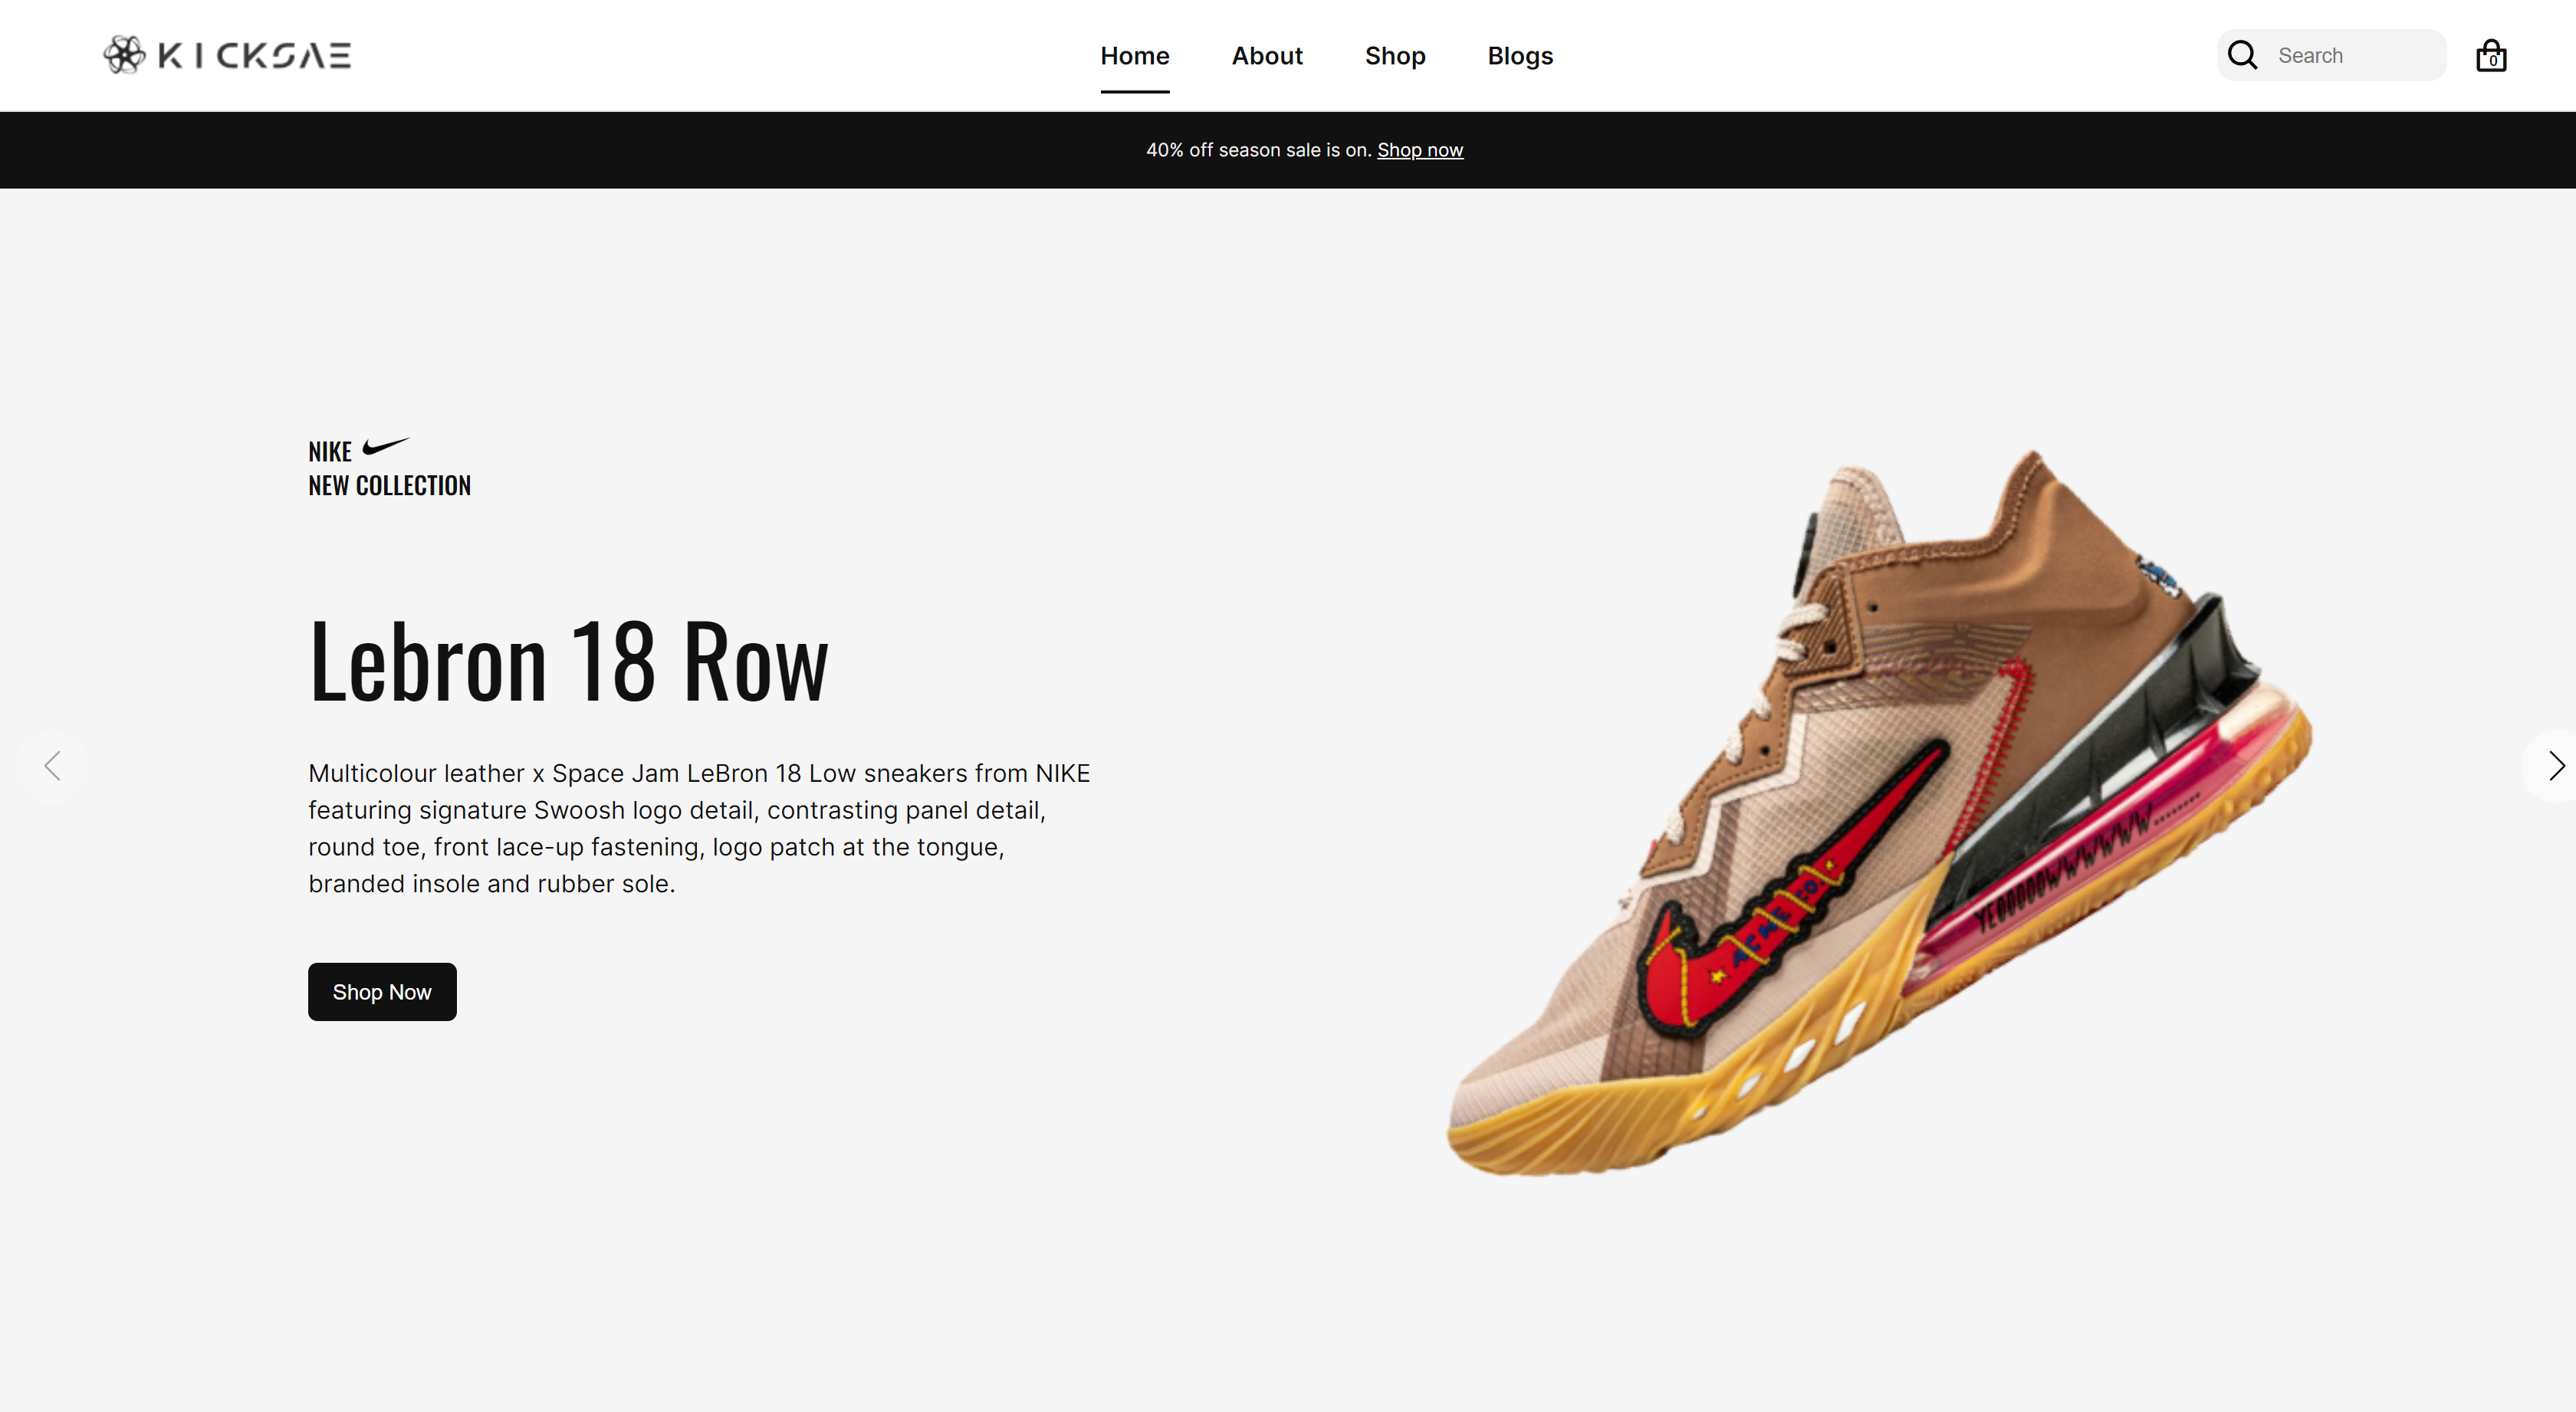 KICKSAE
Home About Shop Blogs
Search
0
40% off season sale is on. Shop now
NIKE
NEW COLLECTION
Lebron 18 Row
Multicolour leather x Space Jam LeBron 18 Low sneakers from NIKE
featuring signature Swoosh logo detail, contrasting panel detail,
round toe, front lace-up fastening, logo patch at the tongue,
branded insole and rubber sole.
Shop Now
ACME CO.